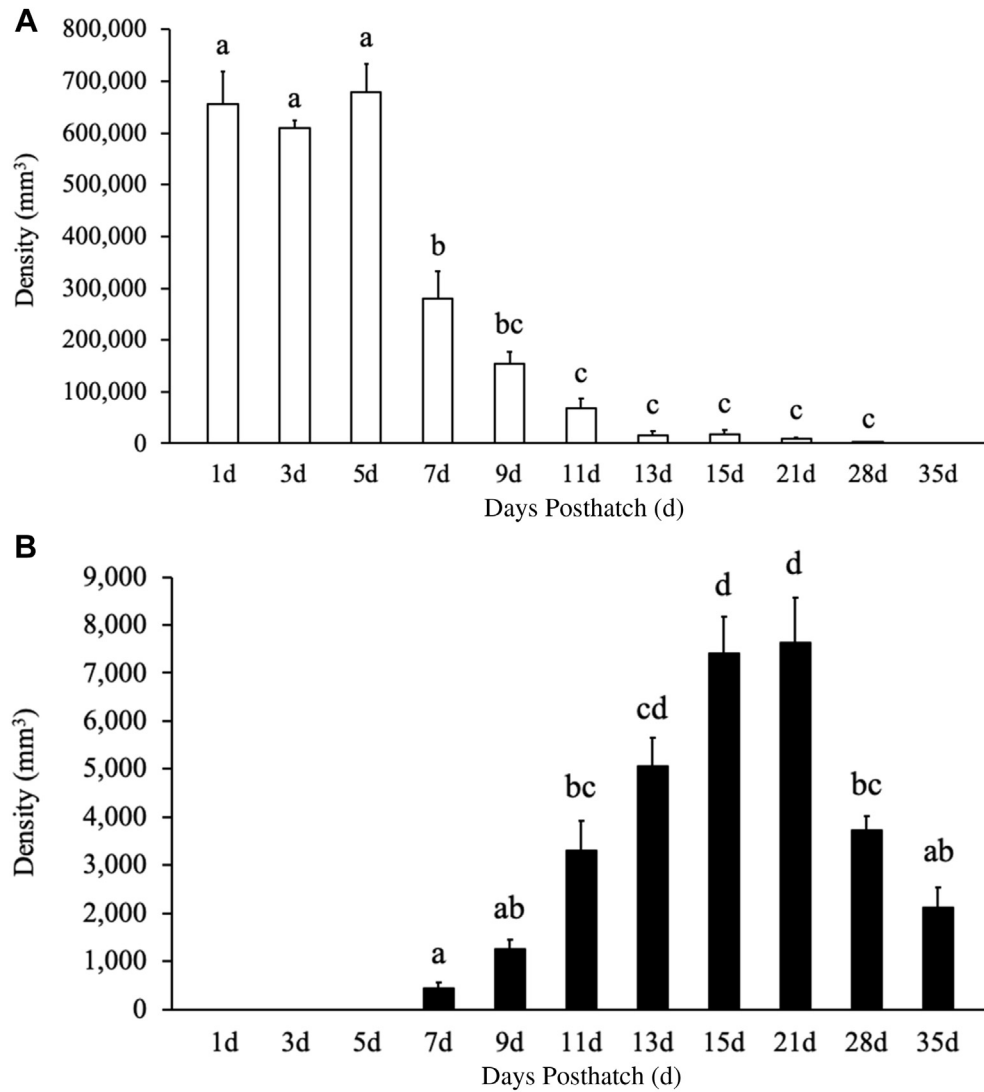 A
Density (mm³)
800,000
700,000
600,000
500,000
400,000
300,000
200,000
100,000
0
a a a b bc c c c c c
1d 3d 5d 7d 9d 11d 13d 15d 21d 28d 35d
Days Posthatch (d)
B
Density (mm³)
9,000
8,000
7,000
6,000
5,000
4,000
3,000
2,000
1,000
0
a ab bc cd d d bc ab
1d 3d 5d 7d 9d 11d 13d 15d 21d 28d 35d
Days Posthatch (d)